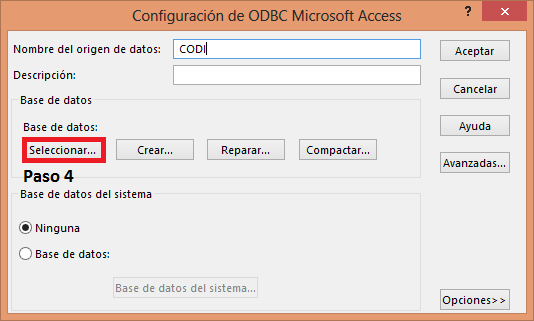 Configuración de ODBC Microsoft Access
?
Nombre del origen de datos: CODI
Aceptar
Descripción:
Cancelar
Base de datos
Base de datos:
Ayuda
Seleccionar... Crear... Reparar... Compactar...
Avanzadas...
Paso 4
Base de datos del sistema
Ninguna
Base de datos:
Base de datos del sistema...
Opciones>>